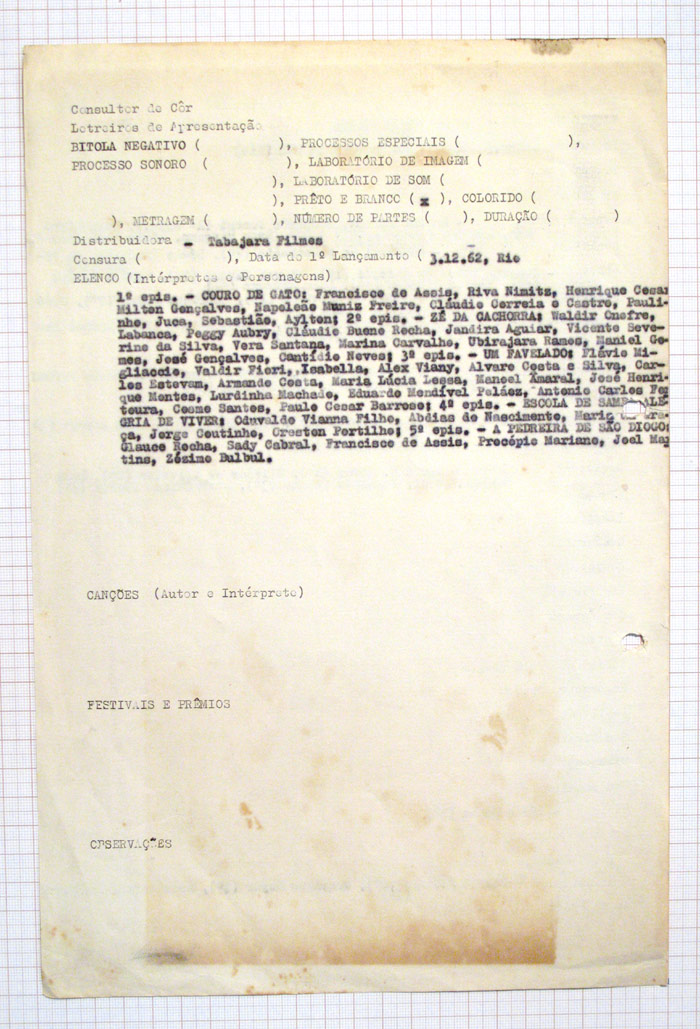 Consultor de Côr
Letreiros de Apresentação
BITOLA NEGATIVO ( ), PROCESSOS ESPECIAIS ( ),
PROCESSO SONORO ( ), LABORATÓRIO DE IMAGEM (
), LABORATÓRIO DE SOM (
), PRÊTO E BRANCO ( x ), COLORIDO (
), METRAGEM ( ), NÚMERO DE PARTES ( ), DURAÇÃO ( )
Distribuidora - Tabajara Filmes
Censura ( ), Data do 1º Lançamento ( 3.12.62, Rio
ELENCO (Intérpretes e Personagens)
1º epis. - COURO DE GATO: Francisco de Assis, Riva Nimitz, Henrique Cesar
Milton Gonçalves, Napoleão Muniz Freire, Cláudio Correia e Castro, Pauli-
nho, Juca, Sebastião, Aylton; 2º epis. - ZÉ DA CACHORRA: Waldir Onofre,
Labanca, Peggy Aubry, Cláudio Bueno Rocha, Jandira Aguiar, Vicente Seve-
rino da Silva, Vera Santana, Marina Carvalho, Ubirajara Ramos, Maniel Go-
mes, José Gonçalves, Cantídio Neves; 3º epis. - UM FAVELADO: Flávio Mi-
gliaccio, Valdir Fiori, Isabella, Alex Viany, Alvaro Costa e Silva, Car-
los Estevam, Armando Costa, Maria Lúcia Lessa, Manoel Amaral, José Henri-
que Montes, Lurdinha Machado, Eduardo Mendível Peláez, Antonio Carlos Fon
toura, Cosme Santos, Paulo Cesar Barroso; 4º epis. - ESCOLA DE SAMBA ALE
GRIA DE VIVER: Oduvaldo Vianna Filho, Abdias do Nascimento, Maria
ça, Jorge Coutinho, Creston Portilho; 5º epis. - A PEDREIRA DE SÃO DIOGO:
Glauce Rocha, Sady Cabral, Francisco de Assis, Procópio Mariano, Joel Mar
tins, Zózimo Bulbul.
CANÇÕES (Autor e Intérprete)
FESTIVAIS E PRÊMIOS
OBSERVAÇÕES